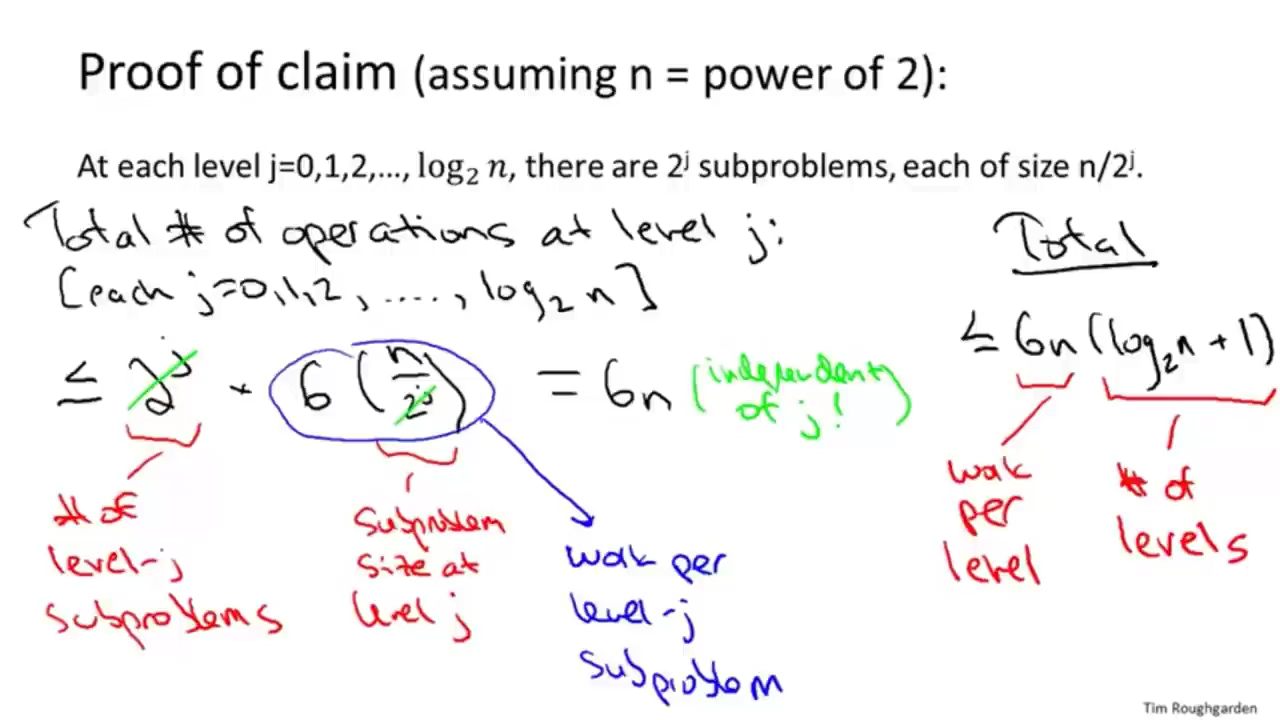 Proof of claim (assuming n = power of 2):
At each level j=0,1,2,…, log₂ n, there are 2ʲ subproblems, each of size n/2ʲ.
Total # of operations at level j:
[each j=0,1,2, ...., log₂ n]
≤ 2ʲ * 6 (n/2ʲ) = 6n (independent of j!)
# of
level-j
subproblems
subproblem
size at
level j
work per
level-j
subproblem
Total
≤ 6n (log₂n + 1)
work
per
level
# of
levels
Tim Roughgarden